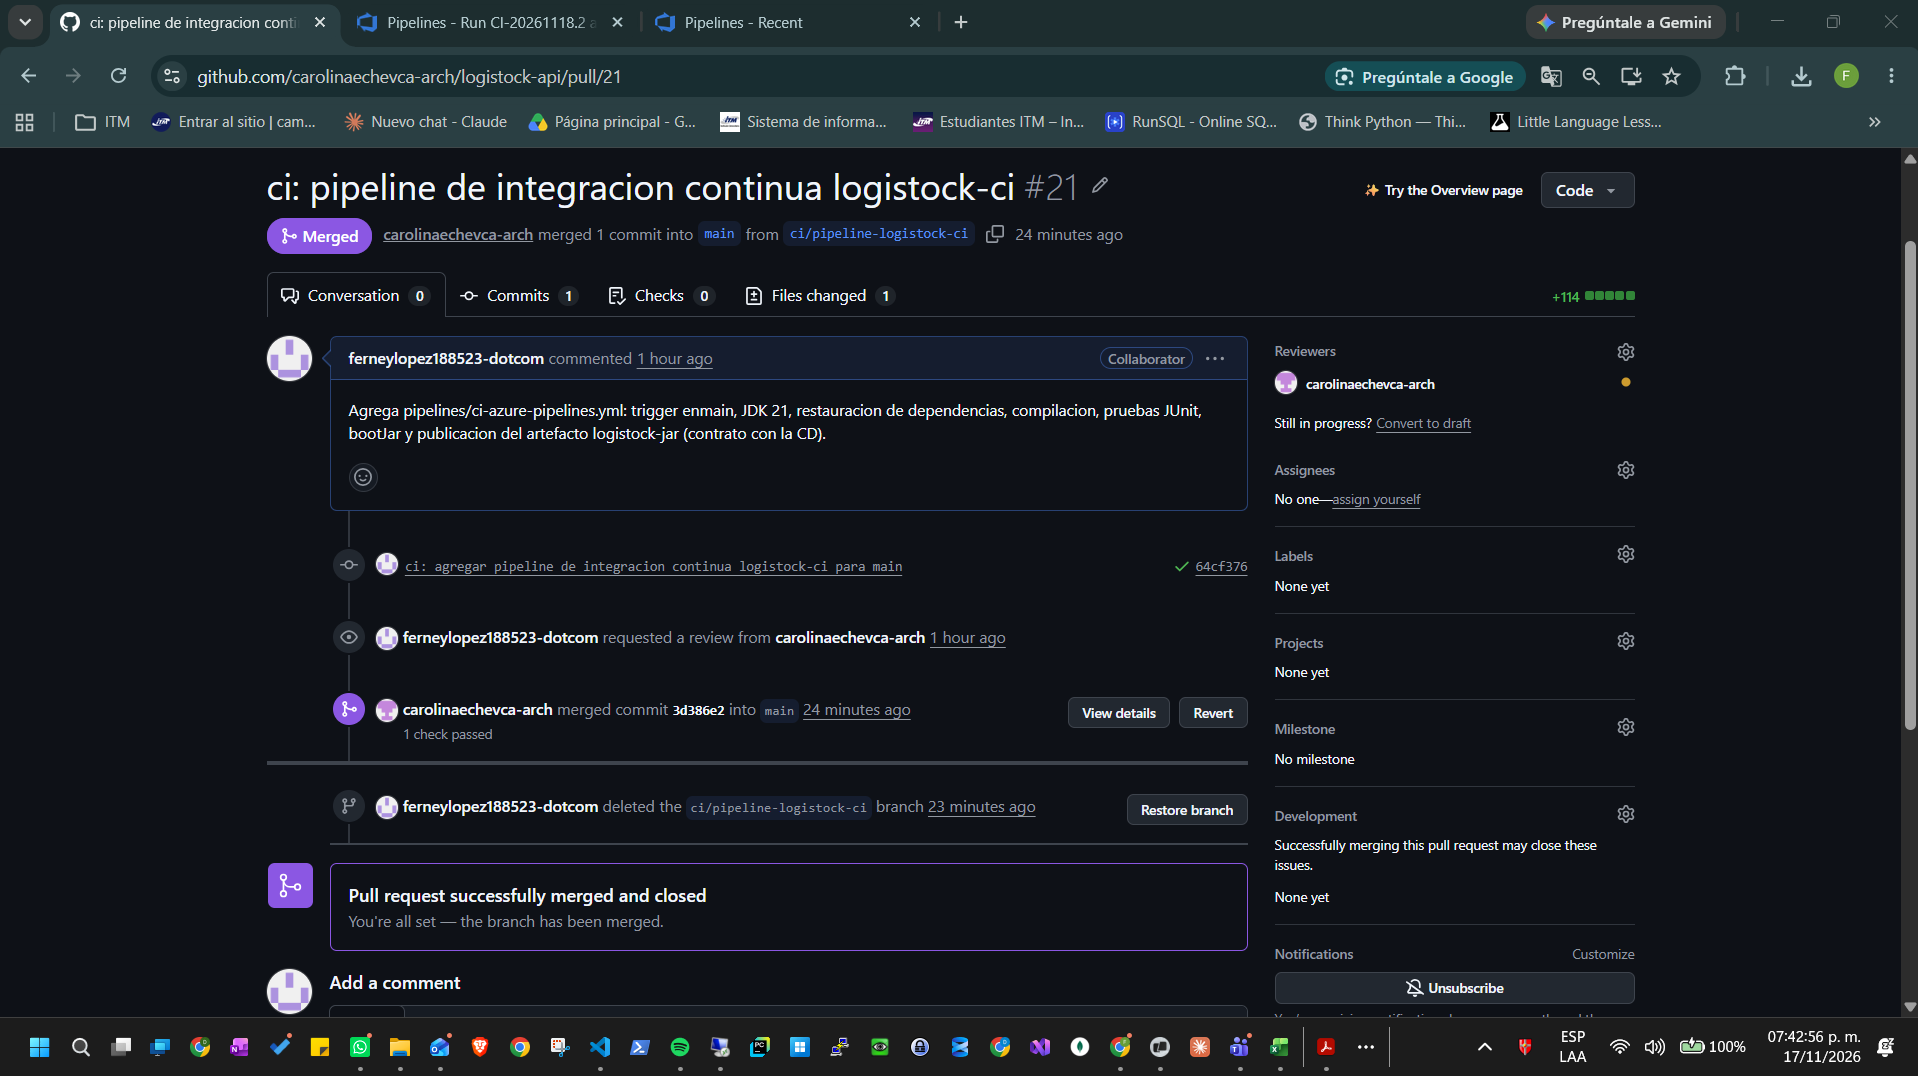 ci: pipeline de integracion conti
Pipelines - Run CI-20261118.2 a
Pipelines - Recent
Pregúntale a Gemini
github.com/carolinaechevca-arch/logistock-api/pull/21
Pregúntale a Google
F
ITM
Entrar al sitio | cam...
Nuevo chat - Claude
Página principal - G...
Sistema de informa...
Estudiantes ITM – In...
RunSQL - Online SQ...
Think Python — Thi...
Little Language Less...
ci: pipeline de integracion continua logistock-ci #21
Try the Overview page
Code
Merged
carolinaechevca-arch merged 1 commit into main from ci/pipeline-logistock-ci 24 minutes ago
Conversation 0
Commits 1
Checks 0
Files changed 1
+114
ferneylopez188523-dotcom commented 1 hour ago
Collaborator
Agrega pipelines/ci-azure-pipelines.yml: trigger enmain, JDK 21, restauracion de dependencias, compilacion, pruebas JUnit,
bootJar y publicacion del artefacto logistock-jar (contrato con la CD).
ci: agregar pipeline de integracion continua logistock-ci para main
64cf376
ferneylopez188523-dotcom requested a review from carolinaechevca-arch 1 hour ago
carolinaechevca-arch merged commit 3d386e2 into main 24 minutes ago
1 check passed
View details
Revert
ferneylopez188523-dotcom deleted the ci/pipeline-logistock-ci branch 23 minutes ago
Restore branch
Pull request successfully merged and closed
You're all set — the branch has been merged.
Add a comment
Reviewers
carolinaechevca-arch
Still in progress? Convert to draft
Assignees
No one—assign yourself
Labels
None yet
Projects
None yet
Milestone
No milestone
Development
Successfully merging this pull request may close these
issues.
None yet
Notifications
Customize
Unsubscribe
ESP
LAA
100%
07:42:56 p. m.
17/11/2026